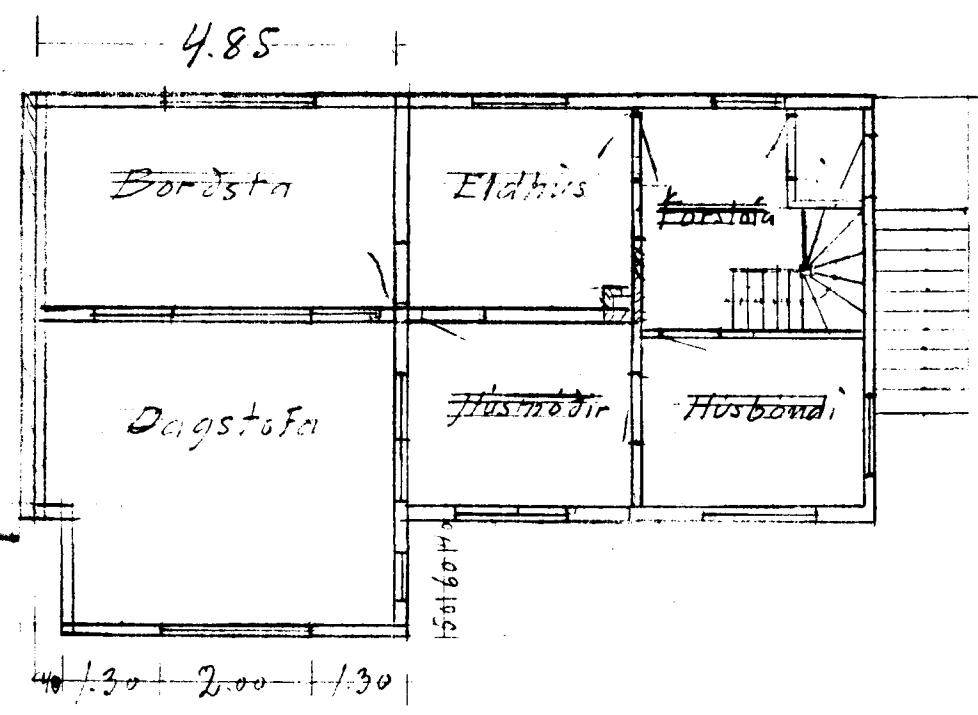 4.85
Borðsta
Eldhús
Forstofa
Dagstofa
Húsmóðir
Húsbóndi
40 1.30 2.00 1.30